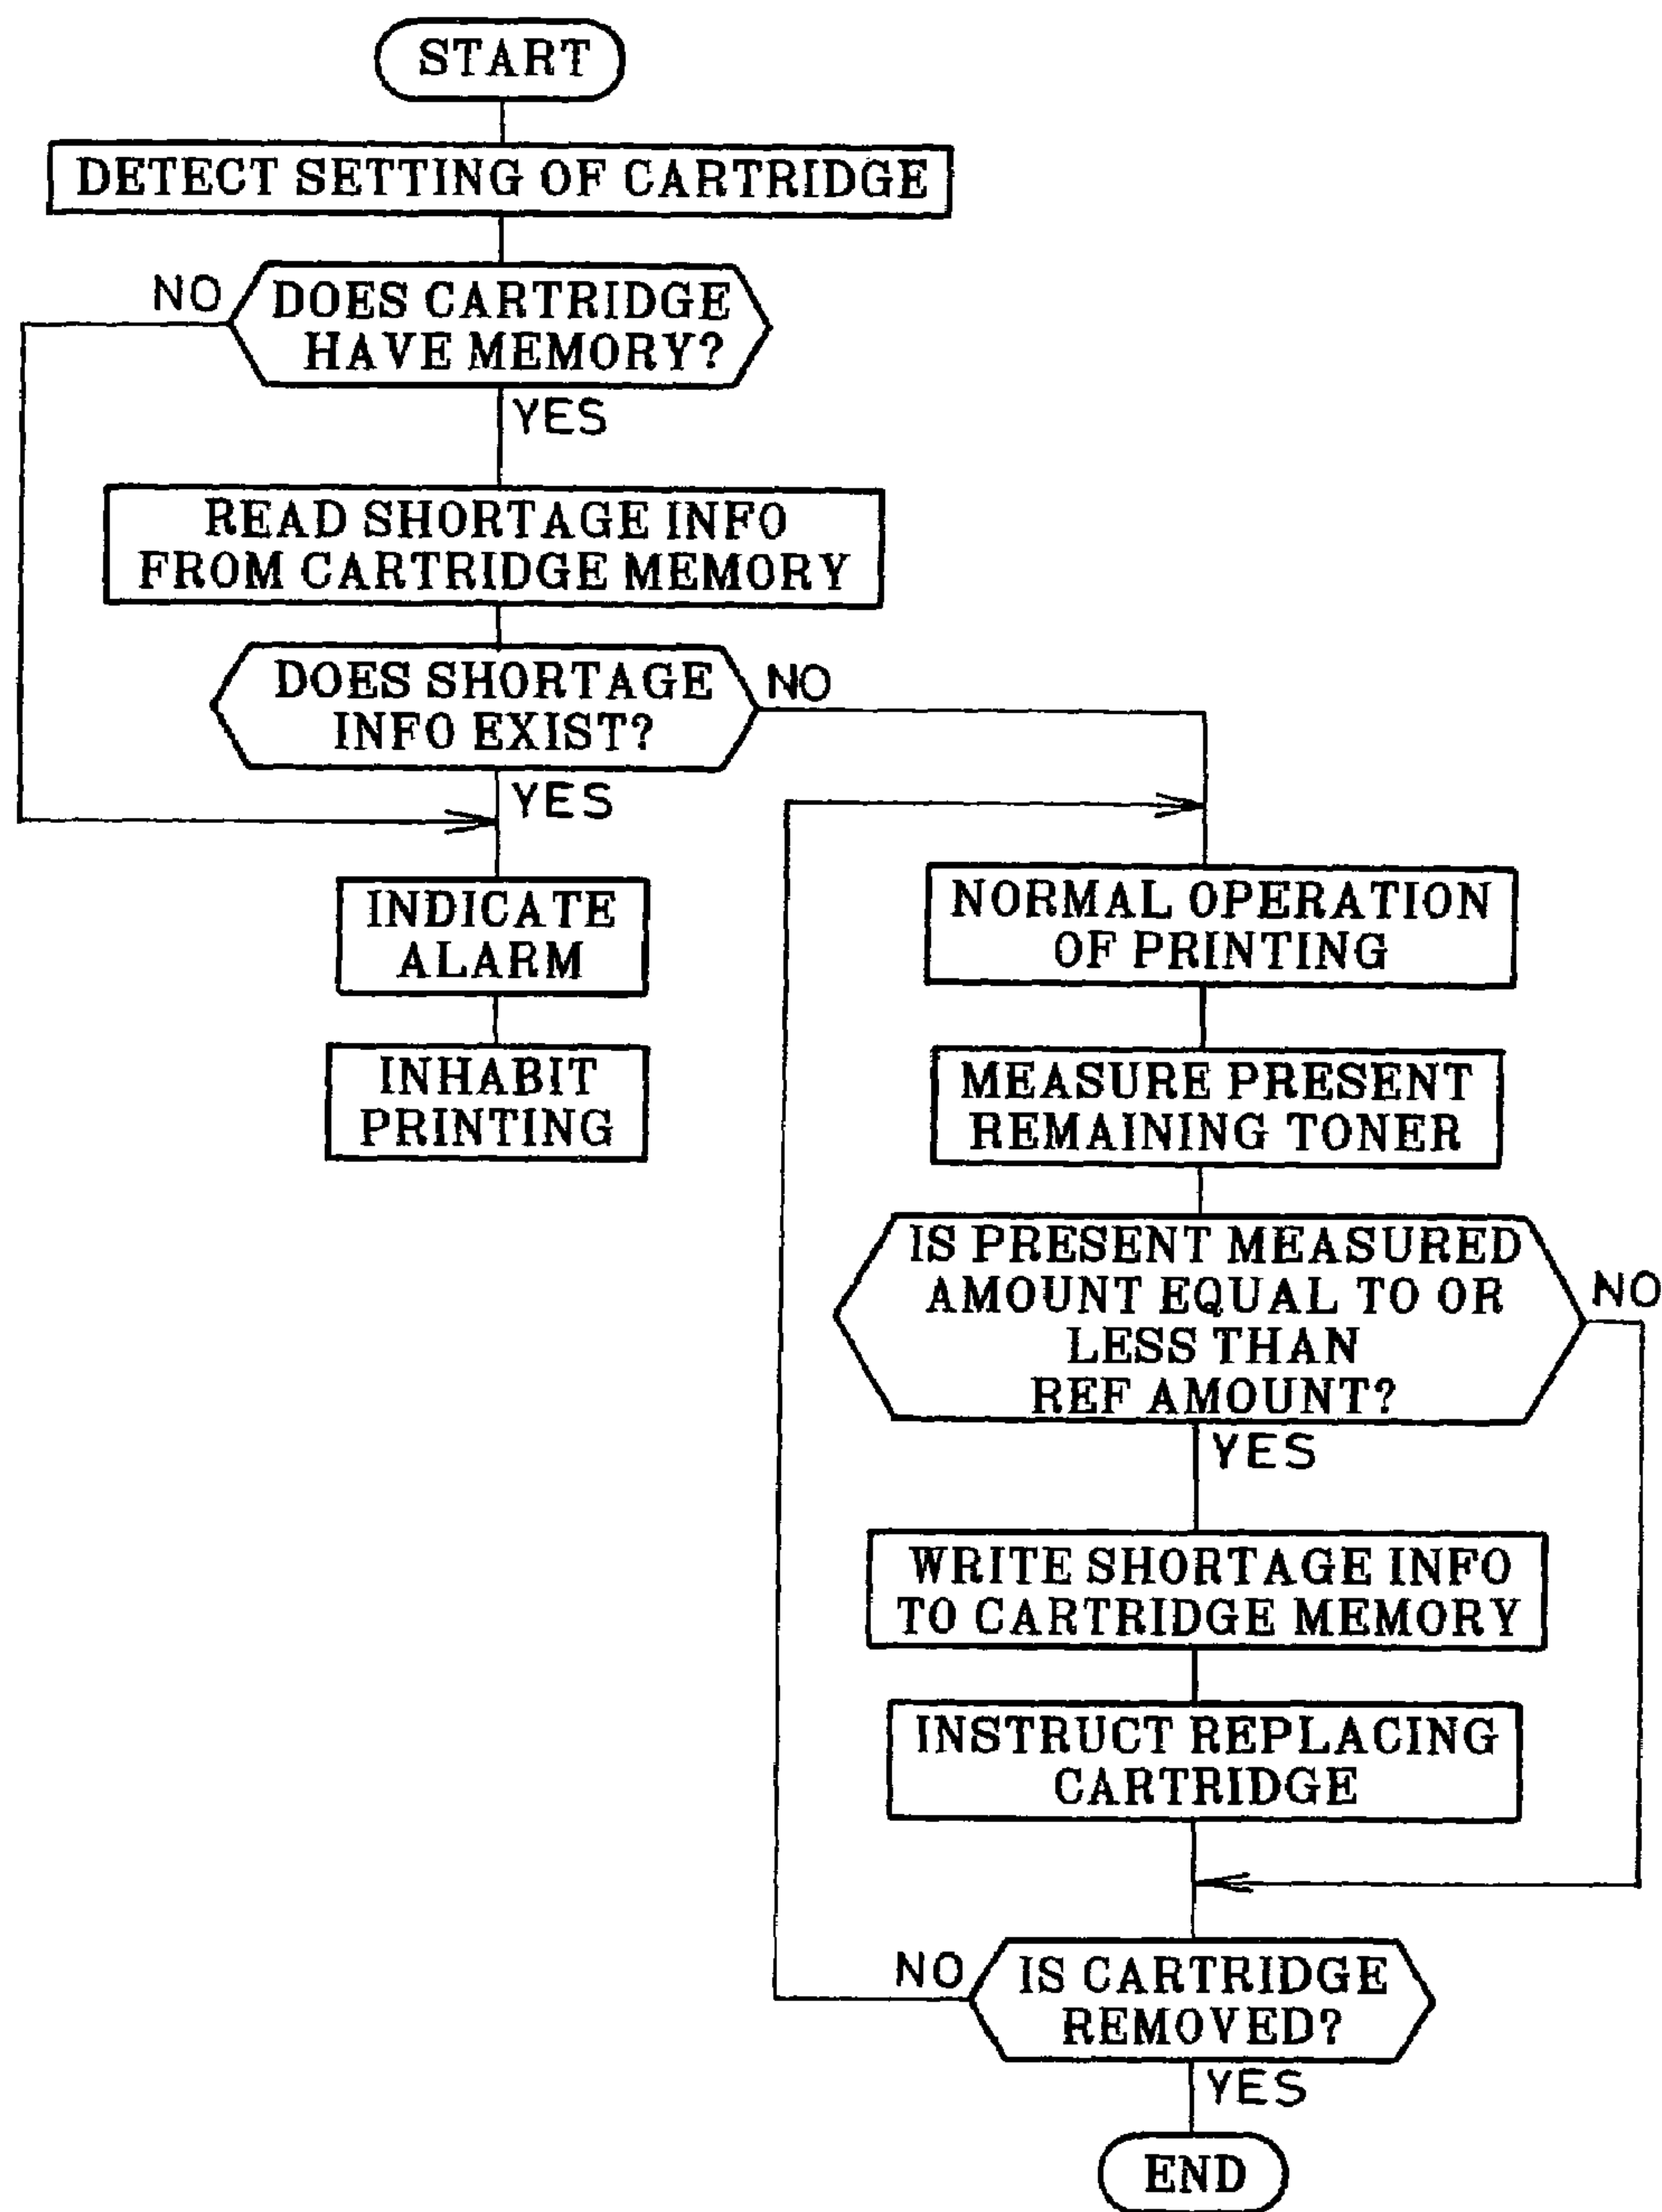 START
DETECT SETTING OF CARTRIDGE
NO
DOES CARTRIDGE
HAVE MEMORY?
YES
READ SHORTAGE INFO
FROM CARTRIDGE MEMORY
DOES SHORTAGE
INFO EXIST?
NO
YES
INDICATE
ALARM
INHABIT
PRINTING
NORMAL OPERATION
OF PRINTING
MEASURE PRESENT
REMAINING TONER
IS PRESENT MEASURED
AMOUNT EQUAL TO OR
LESS THAN
REF AMOUNT?
NO
YES
WRITE SHORTAGE INFO
TO CARTRIDGE MEMORY
INSTRUCT REPLACING
CARTRIDGE
NO
IS CARTRIDGE
REMOVED?
YES
END